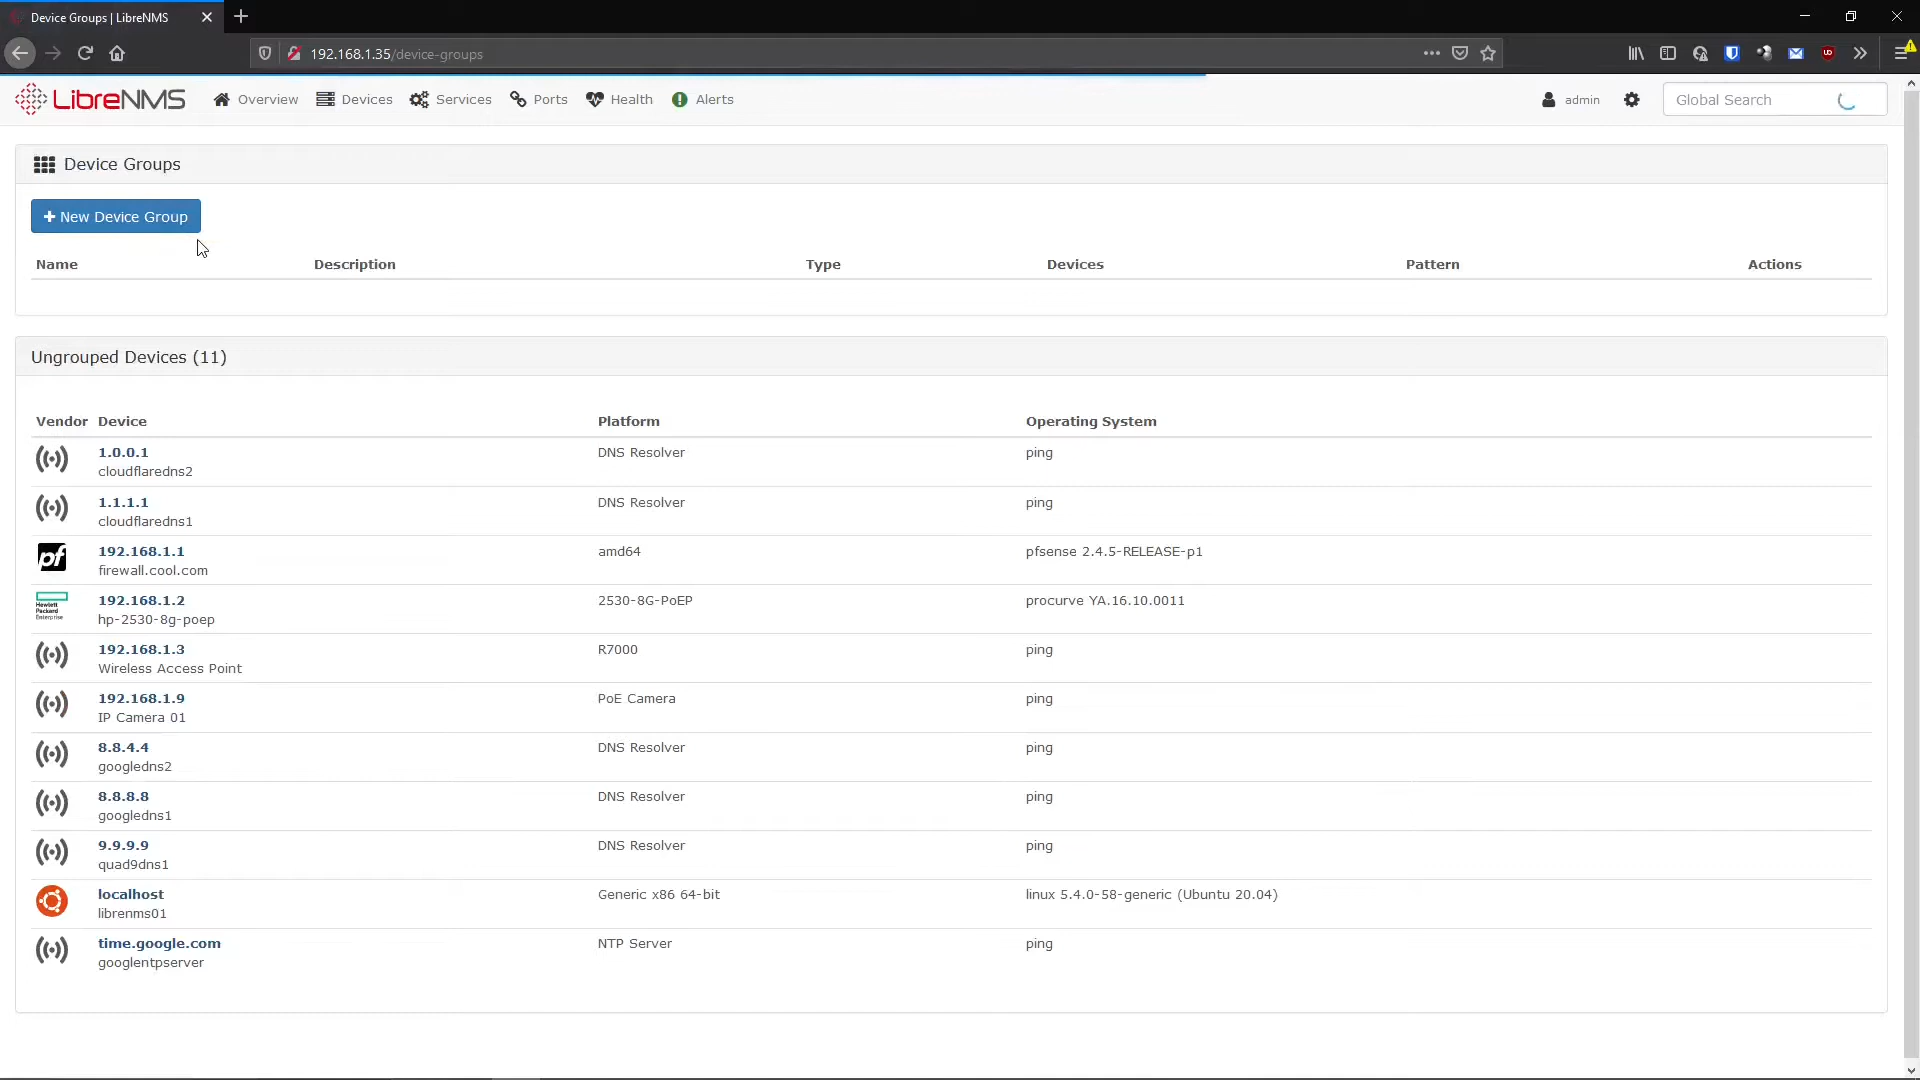 Device Groups | LibreNMS
192.168.1.35/device-groups
LibreNMS Overview Devices Services Ports Health Alerts admin Global Search
Device Groups
New Device Group
Name Description Type Devices Pattern Actions
Ungrouped Devices (11)
Vendor Device Platform Operating System
1.0.0.1 DNS Resolver ping
cloudflaredns2
1.1.1.1 DNS Resolver ping
cloudflaredns1
pf 192.168.1.1 amd64 pfsense 2.4.5-RELEASE-p1
firewall.cool.com
Hewlett Packard Enterprise 192.168.1.2 2530-8G-PoEP procurve YA.16.10.0011
hp-2530-8g-poep
192.168.1.3 R7000 ping
Wireless Access Point
192.168.1.9 PoE Camera ping
IP Camera 01
8.8.4.4 DNS Resolver ping
googledns2
8.8.8.8 DNS Resolver ping
googledns1
9.9.9.9 DNS Resolver ping
quad9dns1
localhost Generic x86 64-bit linux 5.4.0-58-generic (Ubuntu 20.04)
librenms01
time.google.com NTP Server ping
googlentpserver